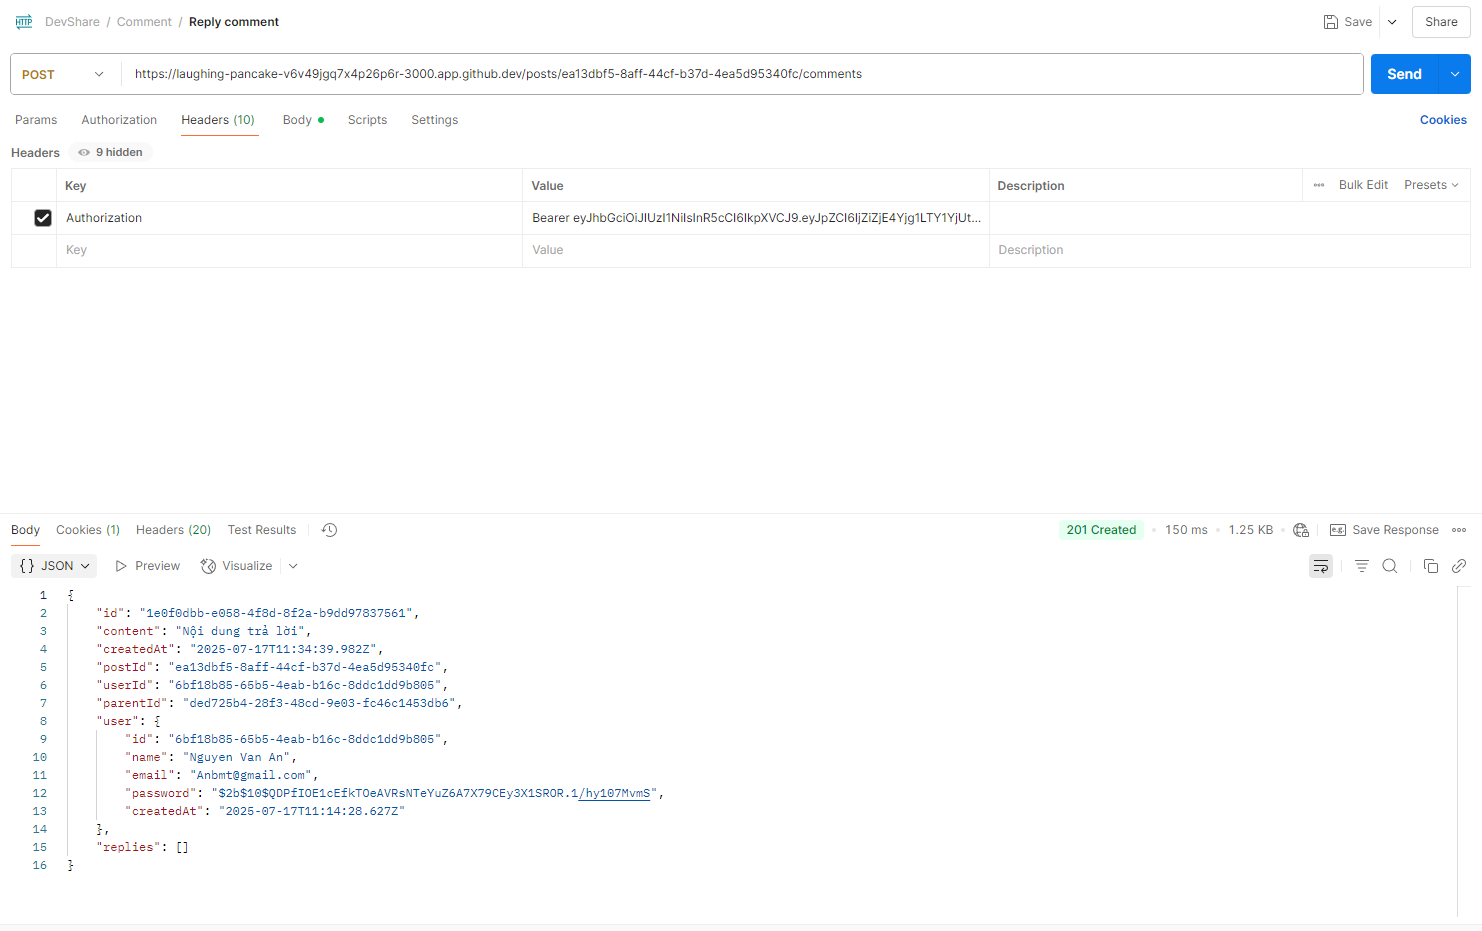 HTTP DevShare / Comment / Reply comment Save Share
POST https://laughing-pancake-v6v49jgq7x4p26p6r-3000.app.github.dev/posts/ea13dbf5-8aff-44cf-b37d-4ea5d95340fc/comments Send
Params Authorization Headers (10) Body Scripts Settings Cookies
Headers 9 hidden
Key Value Description Bulk Edit Presets
Authorization Bearer eyJhbGciOiJIUzI1NiIsInR5cCI6IkpXVCJ9.eyJpZCI6IjZiZjE4Yjg1LTY1YjUt...
Key Value Description
Body Cookies (1) Headers (20) Test Results 201 Created 150 ms 1.25 KB e.g. Save Response
{} JSON Preview Visualize
1 {
2 "id": "1e0f0dbb-e058-4f8d-8f2a-b9dd97837561",
3 "content": "Nội dung trả lời",
4 "createdAt": "2025-07-17T11:34:39.982Z",
5 "postId": "ea13dbf5-8aff-44cf-b37d-4ea5d95340fc",
6 "userId": "6bf18b85-65b5-4eab-b16c-8ddc1dd9b805",
7 "parentId": "ded725b4-28f3-48cd-9e03-fc46c1453db6",
8 "user": {
9 "id": "6bf18b85-65b5-4eab-b16c-8ddc1dd9b805",
10 "name": "Nguyen Van An",
11 "email": "Anbmt@gmail.com",
12 "password": "$2b$10$QDPfIOE1cEfkTOeAVRsNTeYuZ6A7X79CEy3X1SROR.1/hy107MvmS",
13 "createdAt": "2025-07-17T11:14:28.627Z"
14 },
15 "replies": []
16 }